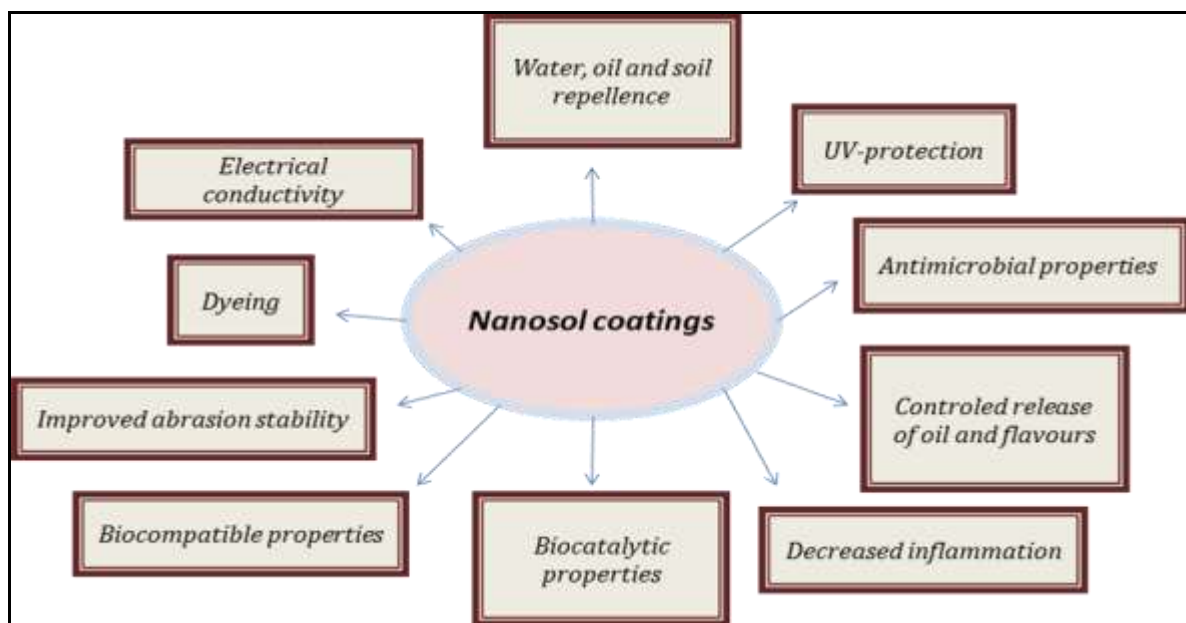 Water, oil and soil
repellence
Electrical
conductivity
UV-protection
Antimicrobial properties
Dyeing
Nanosol coatings
Improved abrasion stability
Controled release
of oil and flavours
Biocompatible properties
Biocatalytic
properties
Decreased inflammation